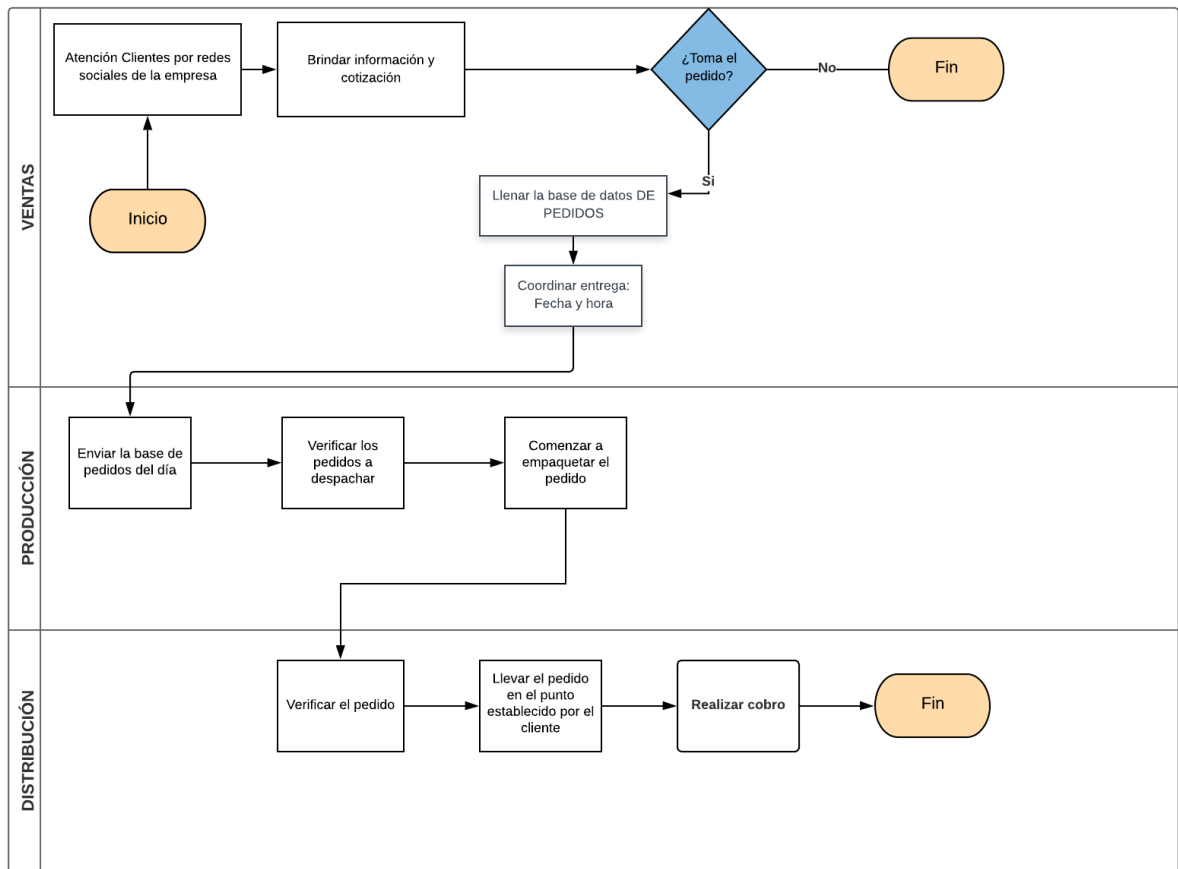 VENTAS
Atención Clientes por redes
sociales de la empresa
Brindar información y
cotización
¿Toma el
pedido?
No
Fin
Si
Inicio
Llenar la base de datos DE
PEDIDOS
Coordinar entrega:
Fecha y hora
PRODUCCIÓN
Enviar la base de
pedidos del día
Verificar los
pedidos a
despachar
Comenzar a
empaquetar el
pedido
DISTRIBUCIÓN
Verificar el pedido
Llevar el pedido
en el punto
establecido por el
cliente
Realizar cobro
Fin